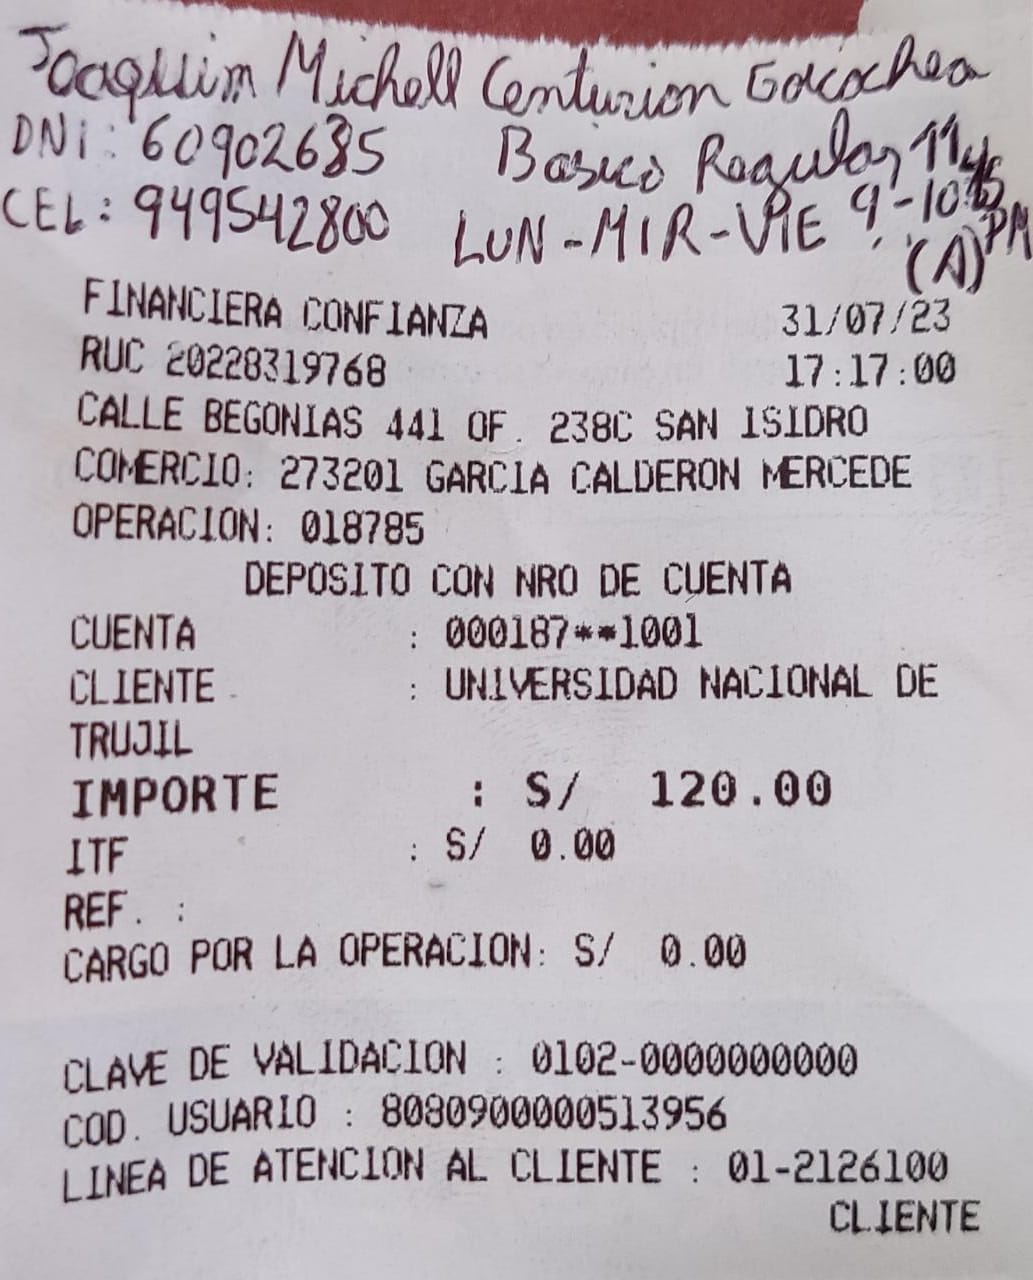 Joaquim Michell Centurion Goicochea
DNI: 60902685 Basico Regular 11
CEL: 949542800 LUN-MIR-VIE 9-10:15 PM
(A)
FINANCIERA CONFIANZA 31/07/23
RUC 20228319768 17:17:00
CALLE BEGONIAS 441 OF. 238C SAN ISIDRO
COMERCIO: 273201 GARCIA CALDERON MERCEDE
OPERACION: 018785
DEPOSITO CON NRO DE CUENTA
CUENTA : 000187**1001
CLIENTE : UNIVERSIDAD NACIONAL DE
TRUJIL
IMPORTE : S/ 120.00
ITF : S/ 0.00
REF. :
CARGO POR LA OPERACION: S/ 0.00
CLAVE DE VALIDACION : 0102-0000000000
COD. USUARIO : 8080900000513956
LINEA DE ATENCION AL CLIENTE : 01-2126100
CLIENTE